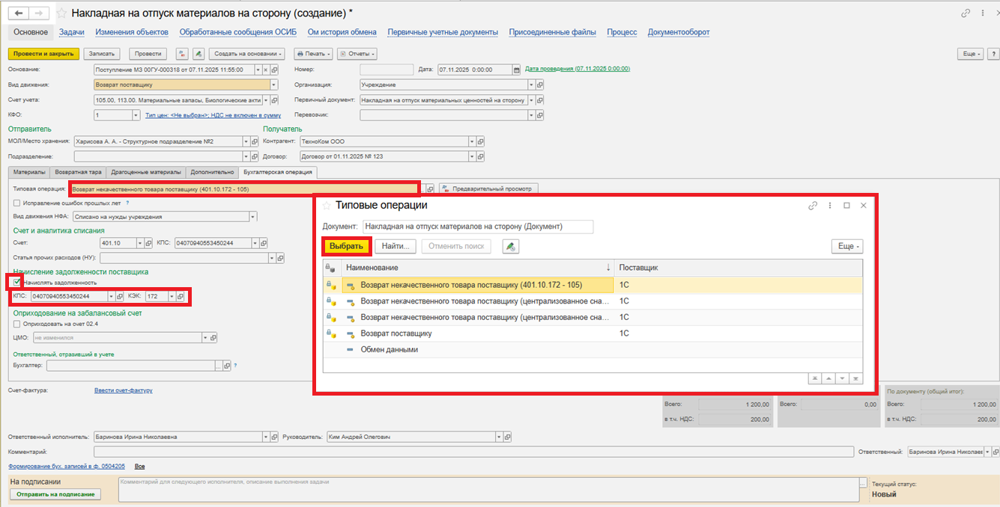 Накладная на отпуск материалов на сторону (создание) *
Основное Задачи Изменения объектов Обработанные сообщения ОСИБ Ом история обмена Первичные учетные документы Присоединенные файлы Процесс Документооборот
Провести и закрыть Записать Провести Создать на основании Печать Отчеты Еще ?
Основание: Поступление МЗ 00ГУ-000318 от 07.11.2025 11:55:00 Номер: Дата: 07.11.2025 0:00:00 Дата проведения (07.11.2025 0:00:00)
Вид движения: Возврат поставщику Организация: Учреждение
Счет учета: 105.00, 113.00. Материальные запасы, Биологические акти Первичный документ: Накладная на отпуск материальных ценностей на сторону
КФО: 1 Тип цен: <Не выбран>; НДС не включен в сумму Перевозчик:
Отправитель Получатель
МОЛ/Место хранения: Харисова А. А. - Структурное подразделение №2 Контрагент: ТехноКом ООО
Подразделение: Договор: Договор от 01.11.2025 № 123
Материалы Возвратная тара Драгоценные материалы Дополнительно Бухгалтерская операция
Типовая операция: Возврат некачественного товара поставщику (401.10.172 - 105) Предварительный просмотр
Исправление ошибок прошлых лет ?
Вид движения НФА: Списано на нужды учреждения
Счет и аналитика списания
Счет: 401.10 КПС: 04070940553450244
Статья прочих расходов (НУ):
Начисление задолженности поставщика
Начислять задолженность
КПС: 04070940553450244 КЭК: 172
Оприходование на забалансовый счет
Оприходовать на счет 02.4
ЦМО: не изменился
Ответственный, отразивший в учете
Бухгалтер: ... ?
Типовые операции
Документ: Накладная на отпуск материалов на сторону (Документ)
Выбрать Найти... Отменить поиск Еще
Наименование ↓ Поставщик
Возврат некачественного товара поставщику (401.10.172 - 105) 1С
Возврат некачественного товара поставщику (централизованное сна... 1С
Возврат некачественного товара поставщику (централизованное сна... 1С
Возврат поставщику 1С
Обмен данными
Счет-фактура: Ввести счет-фактуру По документу (общий итог):
Всего: 1 200,00 Всего: 0,00 Всего: 1 200,00
в т.ч. НДС: 200,00 в т.ч. НДС: 200,00
Ответственный исполнитель: Баринова Ирина Николаевна Руководитель: Ким Андрей Олегович
Комментарий: Ответственный: Баринова Ирина Николаев
Формирование бух. записей в ф. 0504205 Все
На подписании Комментарий для следующего исполнителя, описание выполнения задачи ... Текущий статус:
Отправить на подписание Новый